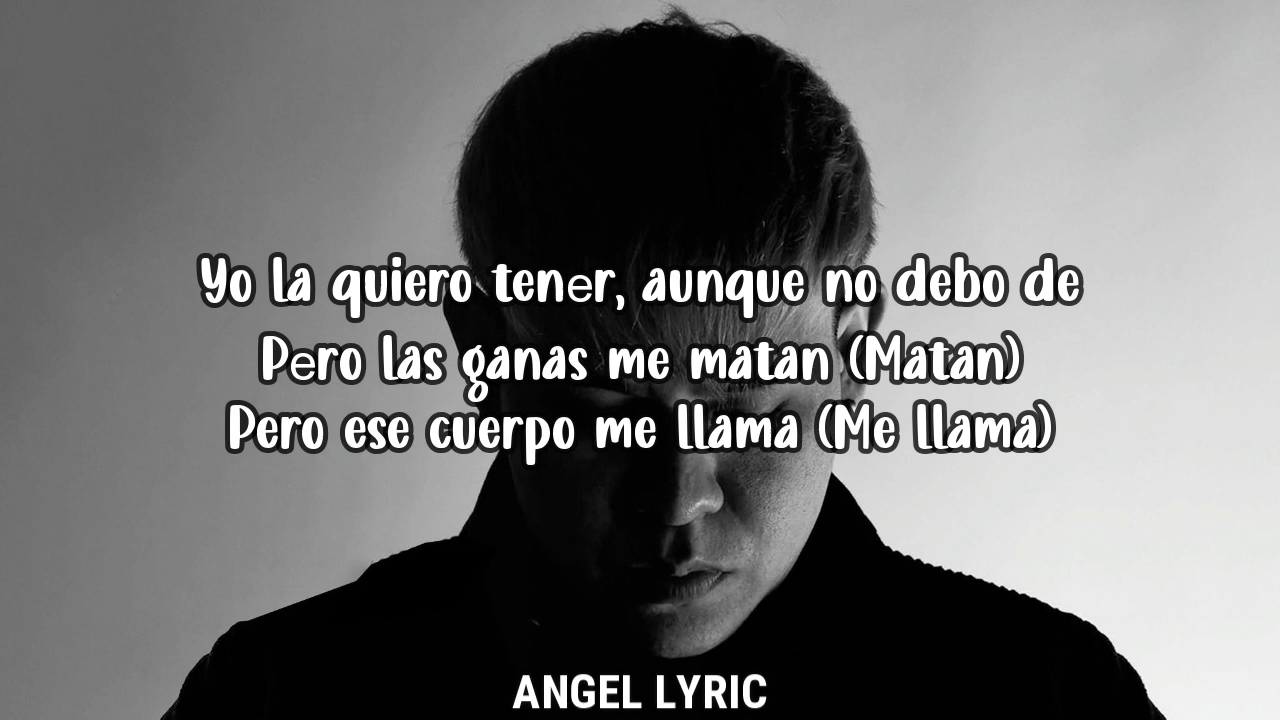 Yo la quiero tener, aunque no debo de
Pero las ganas me matan (Matan)
Pero ese cuerpo me llama (Me llama)
ANGEL LYRIC